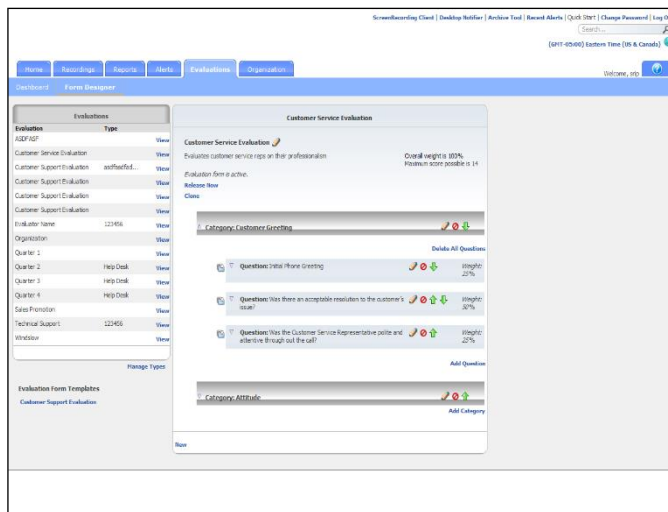 ScreenRecording Client | Desktop Notifier | Archive Tool | Recent Alerts | Quick Start | Change Password | Log O
Search...
(GMT-05:00) Eastern Time (US & Canada)
Home Recordings Reports Alerts Evaluations Organization
Welcome, srip
Dashboard Form Designer
Evaluations
Evaluation Type
ASDFASF View
Customer Service Evaluation View
Customer Support Evaluation View
Customer Support Evaluation View
Customer Support Evaluation View
Customer Support Evaluation View
Evaluator Name 123456 View
Organization View
Quarter 1 View
Quarter 2 Help Desk View
Quarter 3 Help Desk View
Quarter 4 Help Desk View
Sales Promotion View
Technical Support 123456 View
Windslow View
Manage Types
Evaluation Form Templates
Customer Support Evaluation
Customer Service Evaluation
Customer Service Evaluation
Evaluates customer service reps on their professionalism
Overall weight is 100%
Maximum score possible is 14
Evaluation form is active.
Release Now
Clone
Category: Customer Greeting
Delete All Questions
Question: Initial Phone Greeting Weight:
25%
Question: Was there an acceptable resolution to the customer's Weight:
issue? 50%
Question: Was the Customer Service Representative polite and Weight:
attentive through out the call? 25%
Add Question
Category: Attitude
Add Category
New